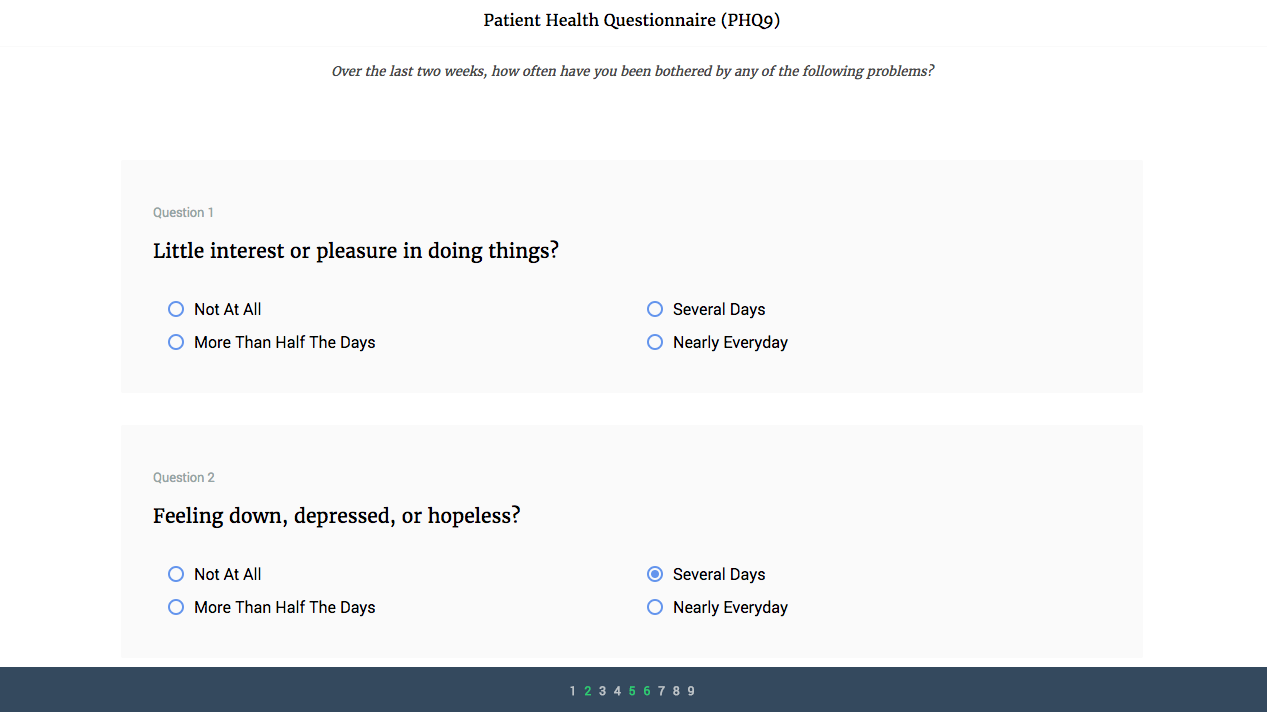 Patient Health Questionnaire (PHQ9)
Over the last two weeks, how often have you been bothered by any of the following problems?
Question 1
Little interest or pleasure in doing things?
Not At All
Several Days
More Than Half The Days
Nearly Everyday
Question 2
Feeling down, depressed, or hopeless?
Not At All
Several Days
More Than Half The Days
Nearly Everyday
1 2 3 4 5 6 7 8 9